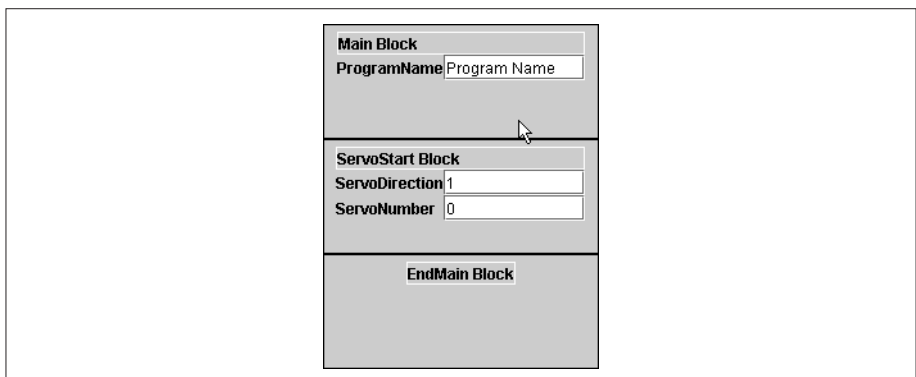 Main Block
ProgramName Program Name
ServoStart Block
ServoDirection 1
ServoNumber 0
EndMain Block